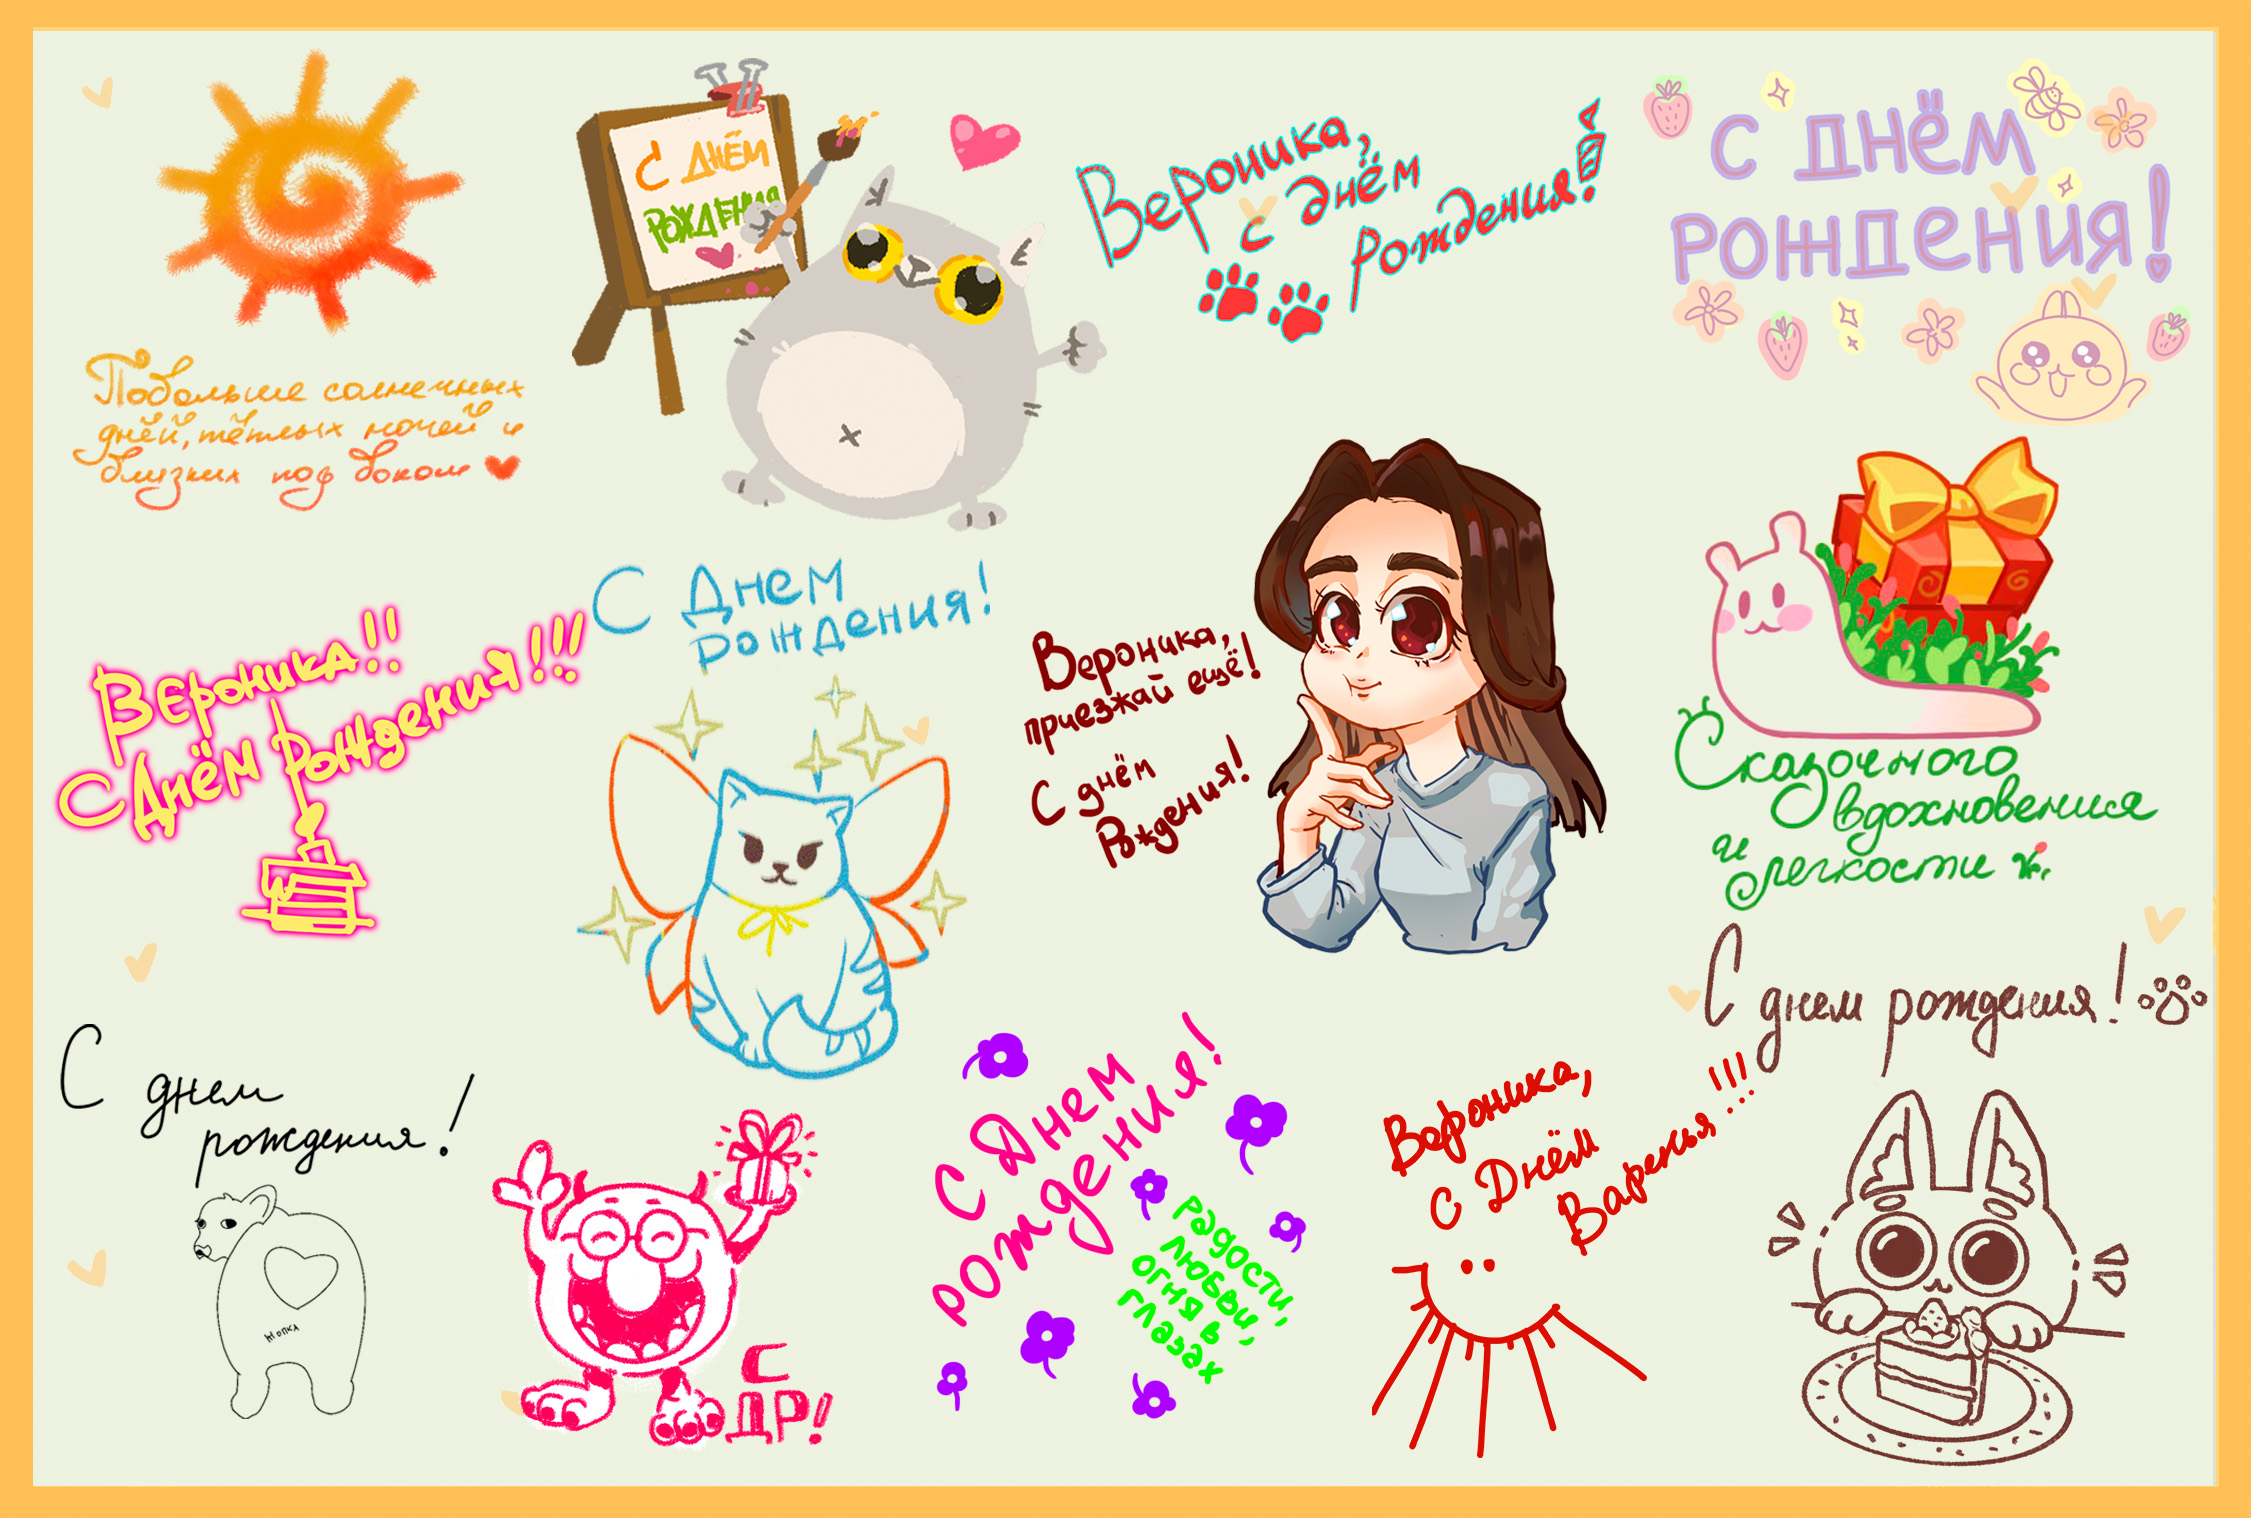 Побольше солнечных
дней, тёплых ночей и
близких под боком
С ДНЁМ
РОЖДЕНИЯ
Вероника,
с днём
рождения!
С ДНЁМ
РОЖДЕНИЯ!
Вероника!!
С Днём Рождения!!!
С Днем
рождения!
Вероника,
приезжай ещё!
С днём
Рождения!
Сказочного
вдохновения
и
легкости
С днем рождения!
С днем
рождения!
Жопка
С
ДР!
С Днем
рождения!
радости,
любви,
огня в
глазах
Вероника,
С Днём
Варенья!!!